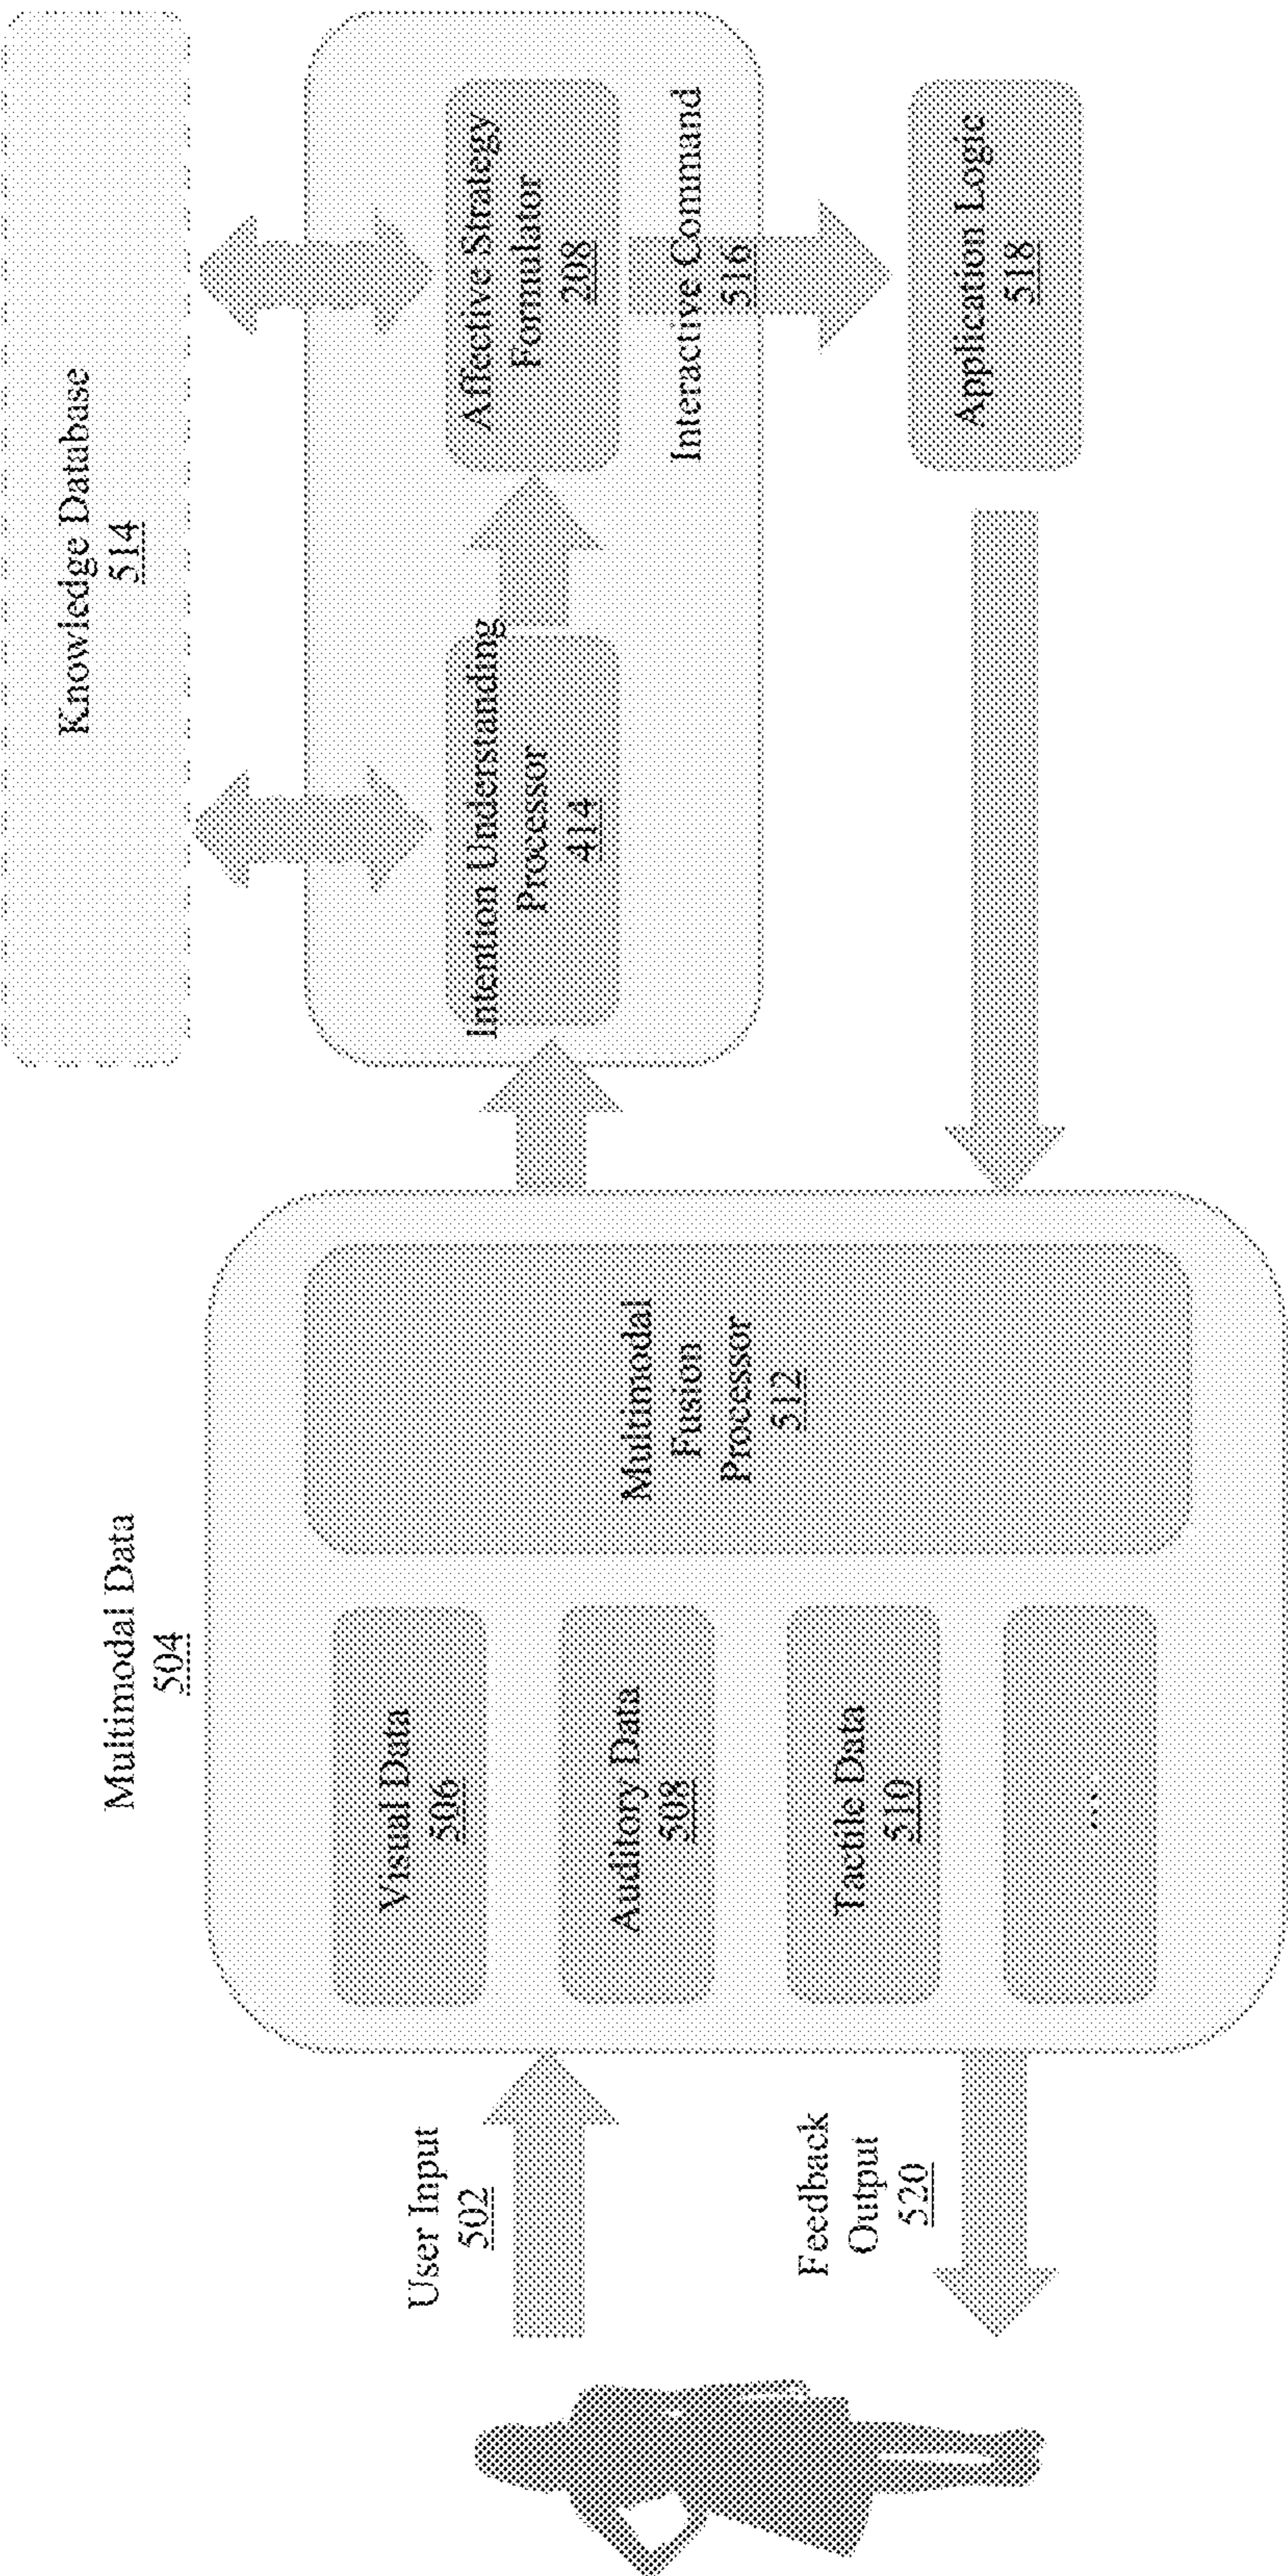 Multimodal Data
504
User Input
502
Feedback
Output
520
Visual Data
506
Auditory Data
508
Tactile Data
510
...
Multimodal
Fusion
Processor
512
Knowledge Database
514
Intention Understanding
Processor
414
Affective Strategy
Formulator
208
Interactive Command
516
Application Logic
518